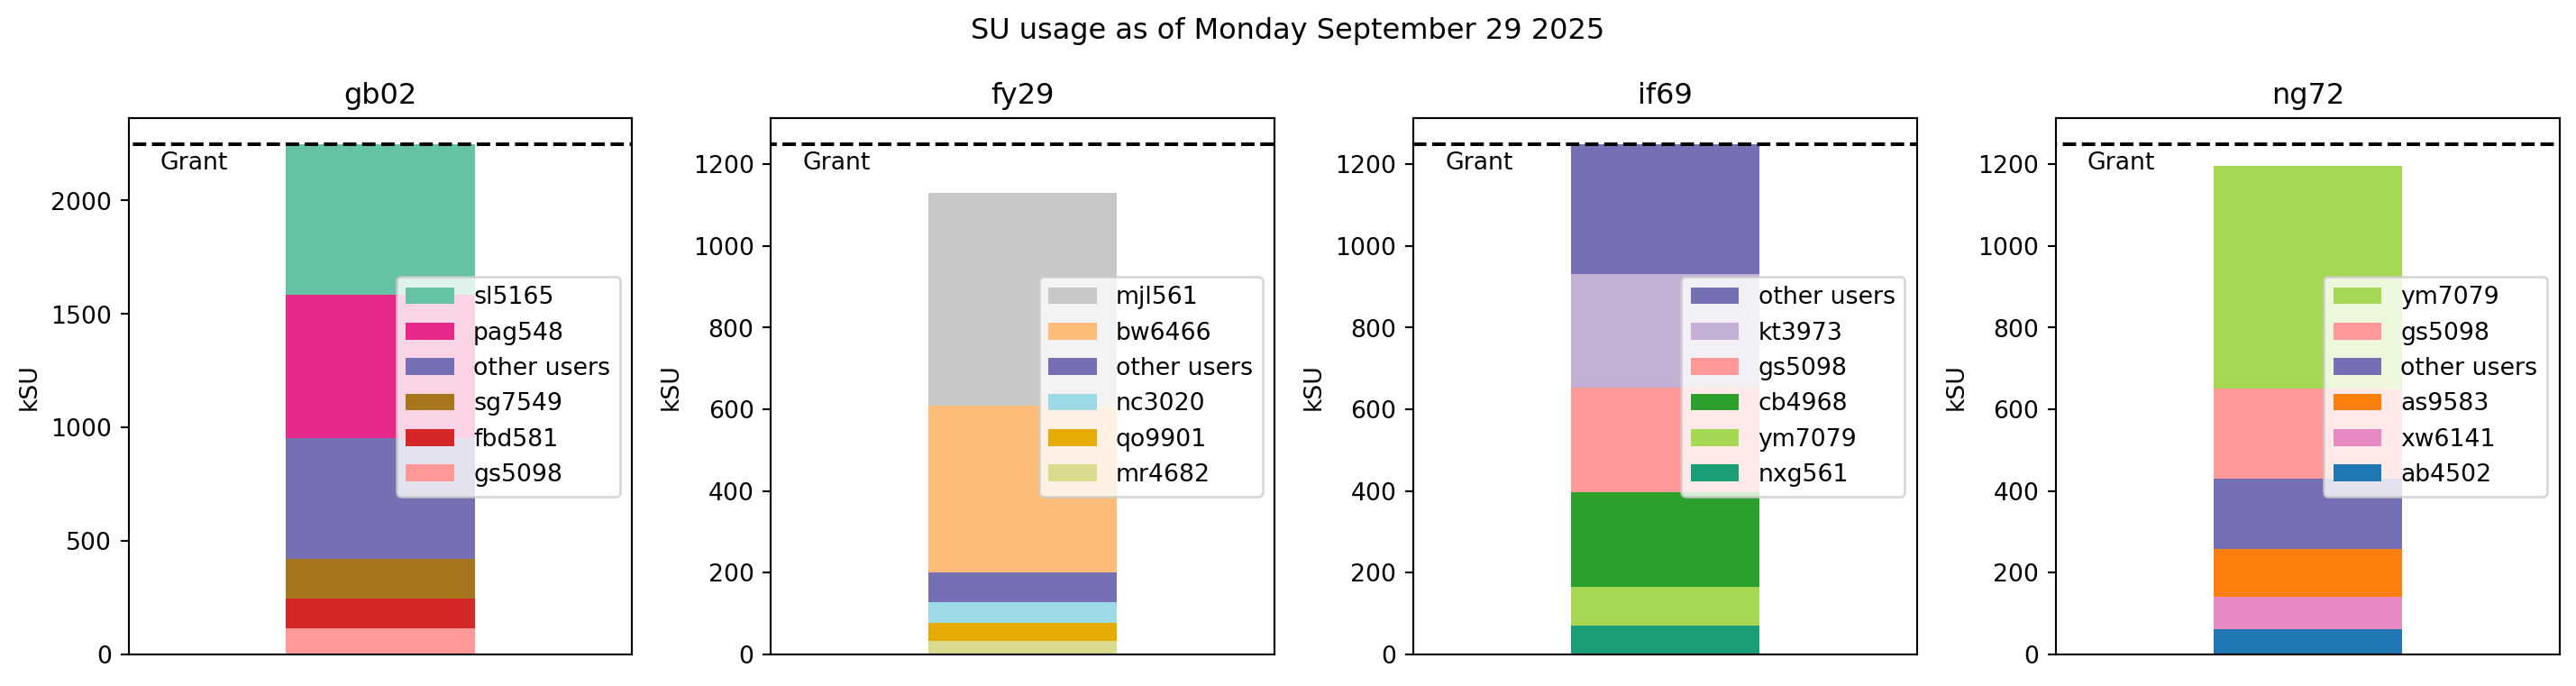 SU usage as of Monday September 29 2025
gb02
kSU
2000
1500
1000
500
0
Grant
sl5165
pag548
other users
sg7549
fbd581
gs5098
fy29
kSU
1200
1000
800
600
400
200
0
Grant
mjl561
bw6466
other users
nc3020
qo9901
mr4682
if69
kSU
1200
1000
800
600
400
200
0
Grant
other users
kt3973
gs5098
cb4968
ym7079
nxg561
ng72
kSU
1200
1000
800
600
400
200
0
Grant
ym7079
gs5098
other users
as9583
xw6141
ab4502